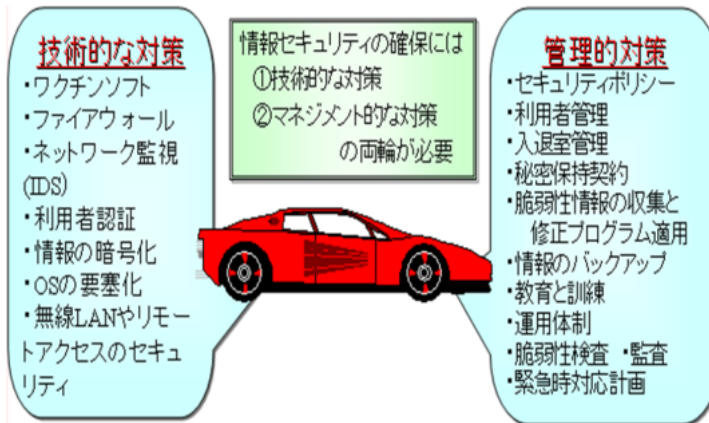 技術的な対策
・ワクチンソフト
・ファイアウォール
・ネットワーク監視
(IDS)
・利用者認証
・情報の暗号化
・OSの要塞化
・無線LANやリモー
トアクセスのセキュ
リティ
情報セキュリティの確保には
①技術的な対策
②マネジメント的な対策
の両輪が必要
管理的対策
・セキュリティポリシー
・利用者管理
・入退室管理
・秘密保持契約
・脆弱性情報の収集と
修正プログラム適用
・情報のバックアップ
・教育と訓練
・運用体制
・脆弱性検査 ・監査
・緊急時対応計画